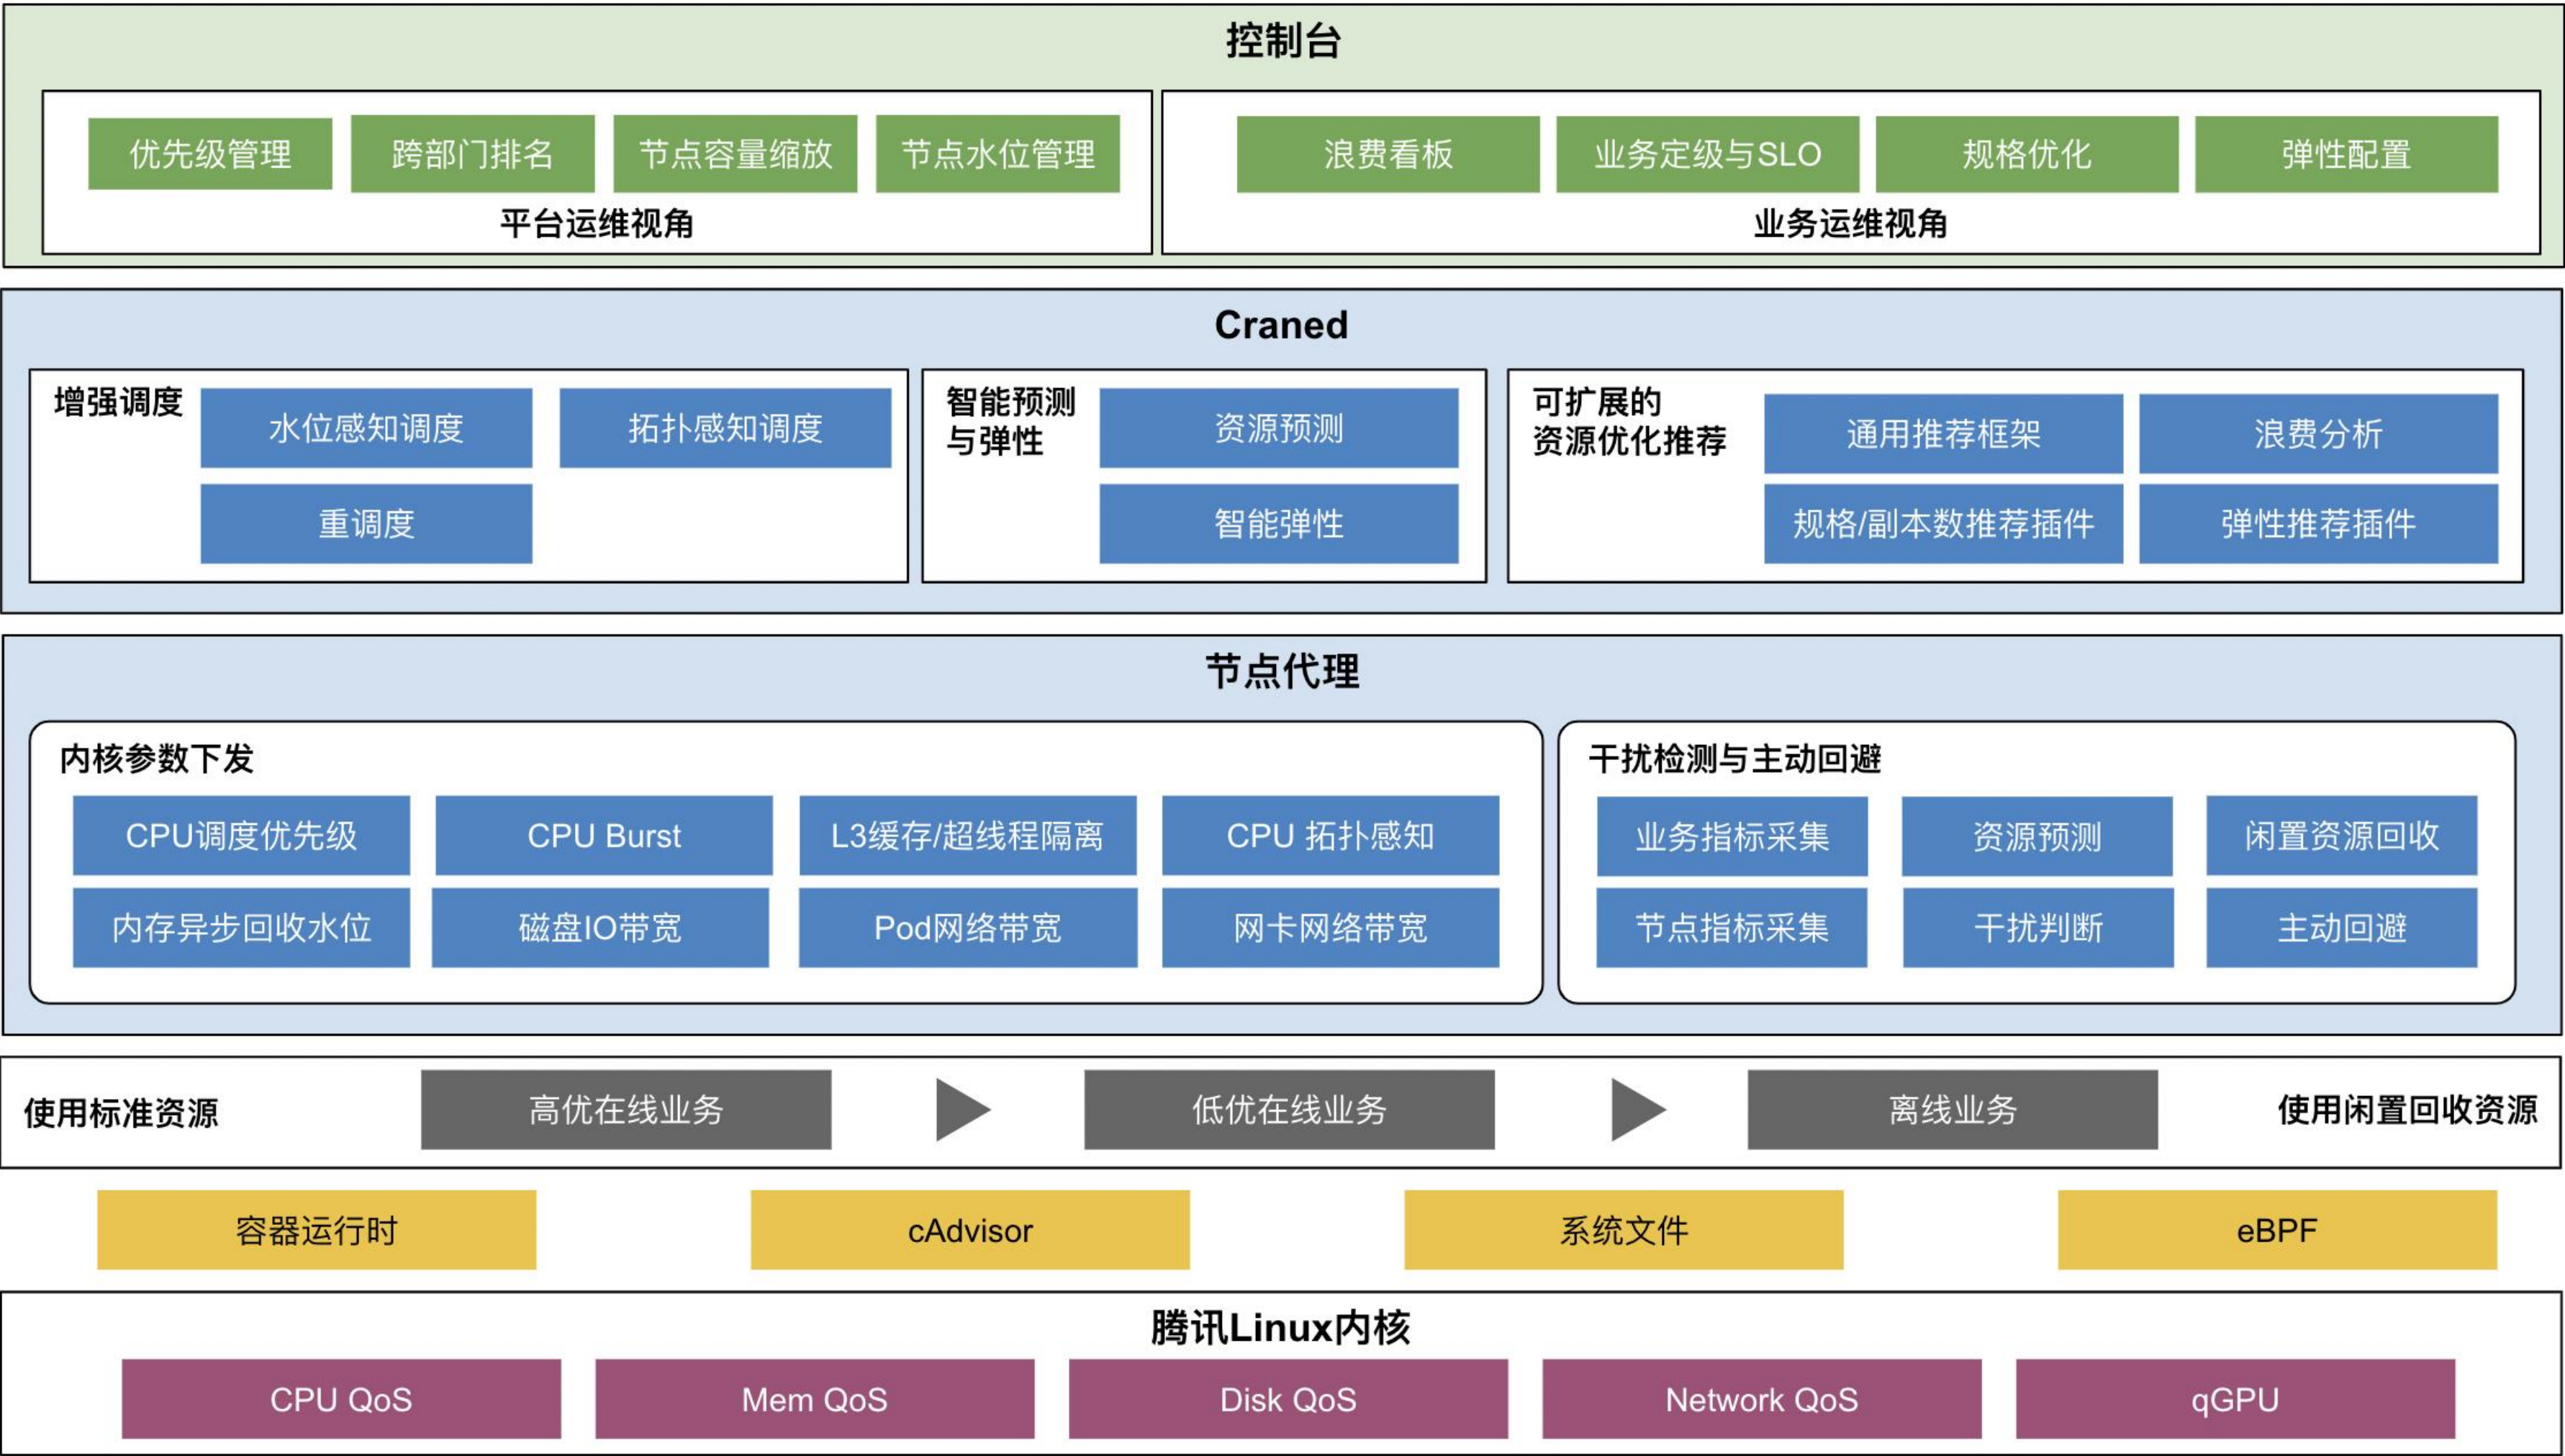 控制台
优先级管理
跨部门排名
节点容量缩放
节点水位管理
平台运维视角
浪费看板
业务定级与SLO
规格优化
弹性配置
业务运维视角
Craned
增强调度
水位感知调度
拓扑感知调度
重调度
智能预测
与弹性
资源预测
智能弹性
可扩展的
资源优化推荐
通用推荐框架
浪费分析
规格/副本数推荐插件
弹性推荐插件
节点代理
内核参数下发
CPU调度优先级
CPU Burst
L3缓存/超线程隔离
CPU 拓扑感知
内存异步回收水位
磁盘IO带宽
Pod网络带宽
网卡网络带宽
干扰检测与主动回避
业务指标采集
资源预测
闲置资源回收
节点指标采集
干扰判断
主动回避
使用标准资源
高优在线业务
低优在线业务
离线业务
使用闲置回收资源
容器运行时
cAdvisor
系统文件
eBPF
腾讯Linux内核
CPU QoS
Mem QoS
Disk QoS
Network QoS
qGPU